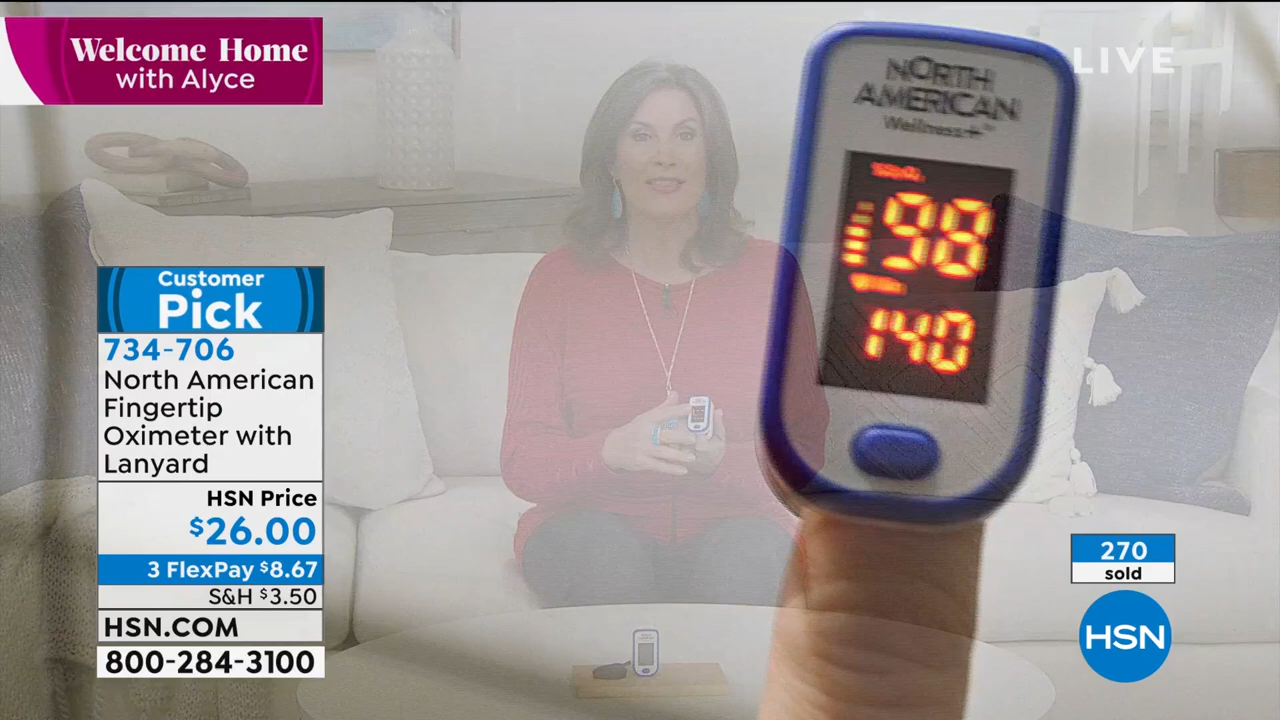 Welcome Home
with Alyce
LIVE
NORTH
AMERICAN
Wellness+™
%SpO₂
98
140
Customer
Pick
734-706
North American
Fingertip
Oximeter with
Lanyard
HSN Price
$26.00
3 FlexPay $8.67
S&H $3.50
HSN.COM
800-284-3100
270
sold
HSN